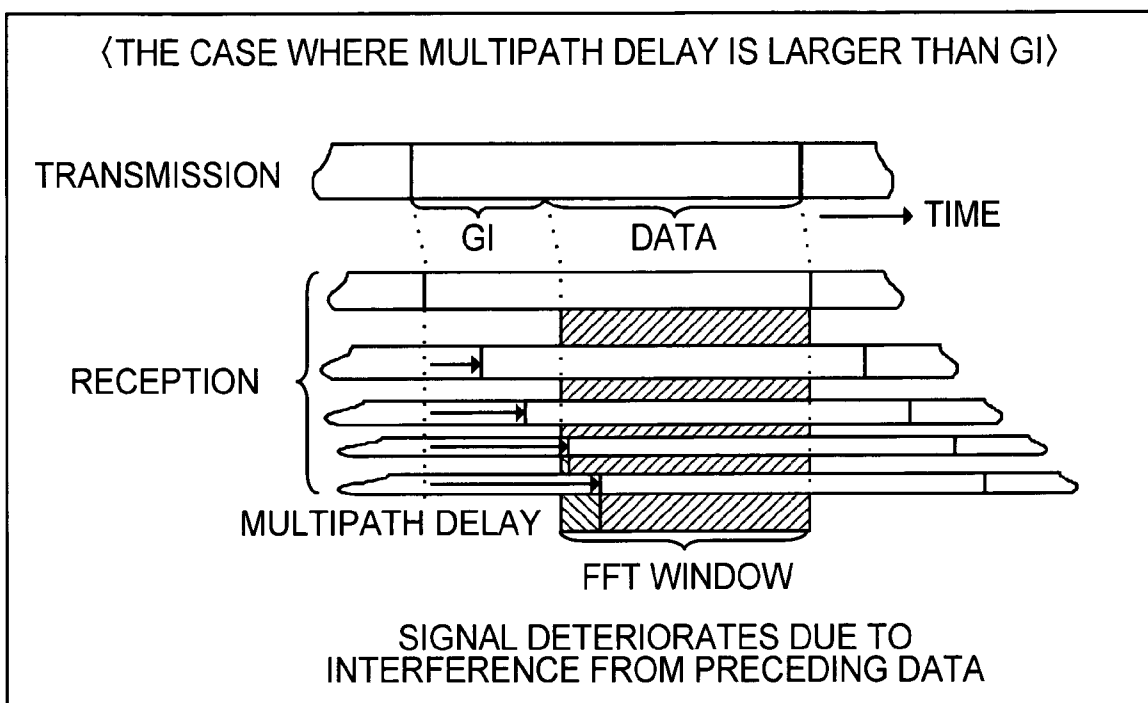 〈THE CASE WHERE MULTIPATH DELAY IS LARGER THAN GI〉
TRANSMISSION
GI
DATA
TIME
RECEPTION
MULTIPATH DELAY
FFT WINDOW
SIGNAL DETERIORATES DUE TO
INTERFERENCE FROM PRECEDING DATA